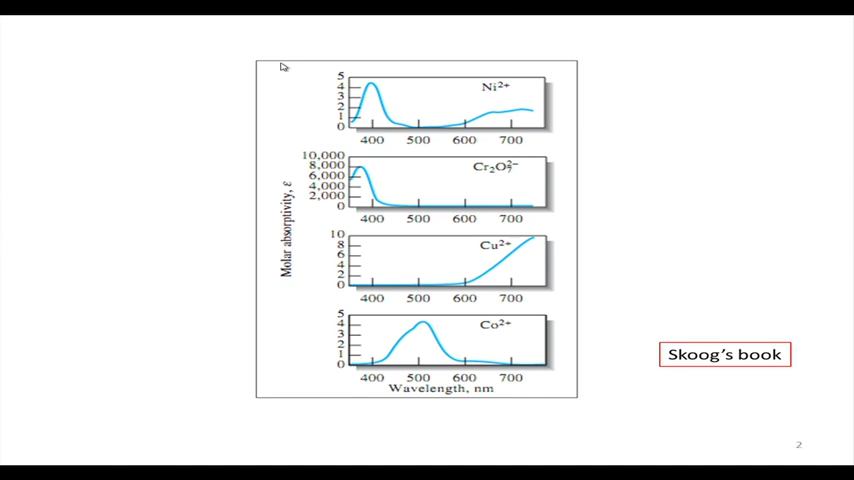 5
4
3
2
1
0
Ni2+
400 500 600 700
10,000
8,000
6,000
4,000
2,000
0
Cr2O72−
400 500 600 700
Molar absorptivity, ε
10
8
6
4
2
0
Cu2+
400 500 600 700
5
4
3
2
1
0
Co2+
400 500 600 700
Wavelength, nm
Skoog's book
2